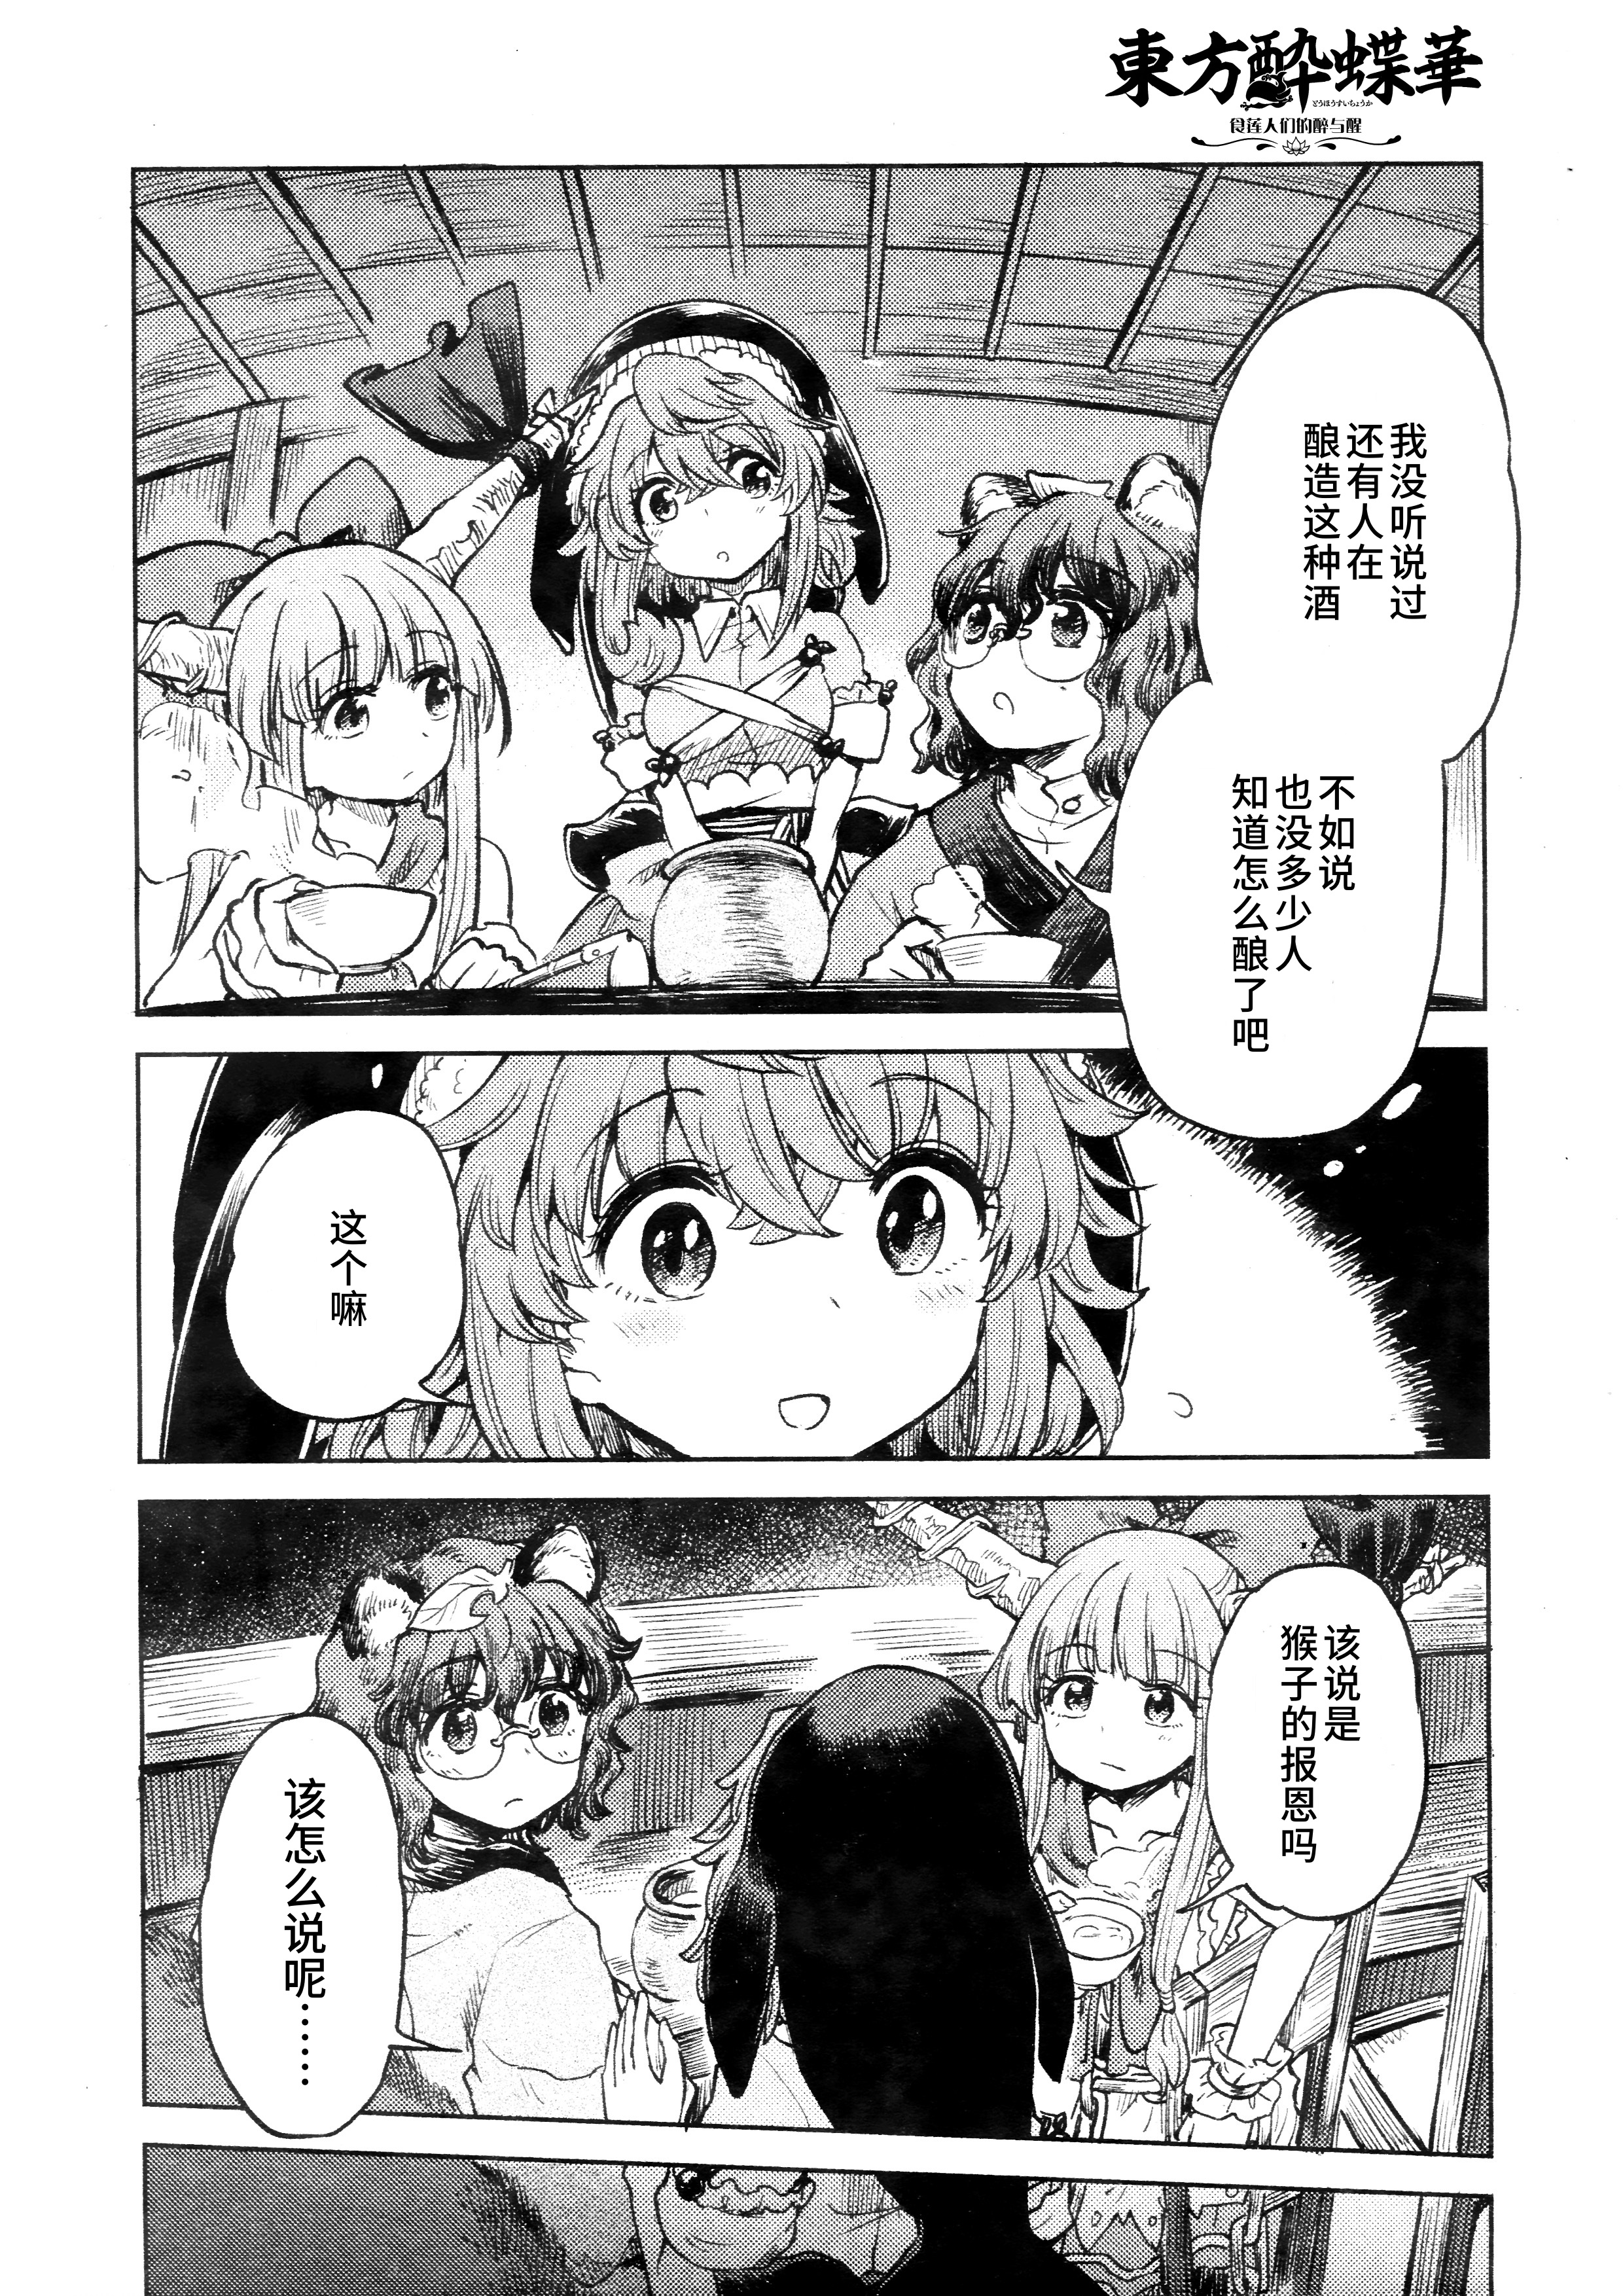 東方酔蝶華
とうほうすいちょうか
食莲人们的醉与醒
我没听说过
还有人在
酿造这种酒
不如说
也没多少人
知道怎么酿了吧
这个嘛
该说是
猴子的报恩吗
该怎么说呢……